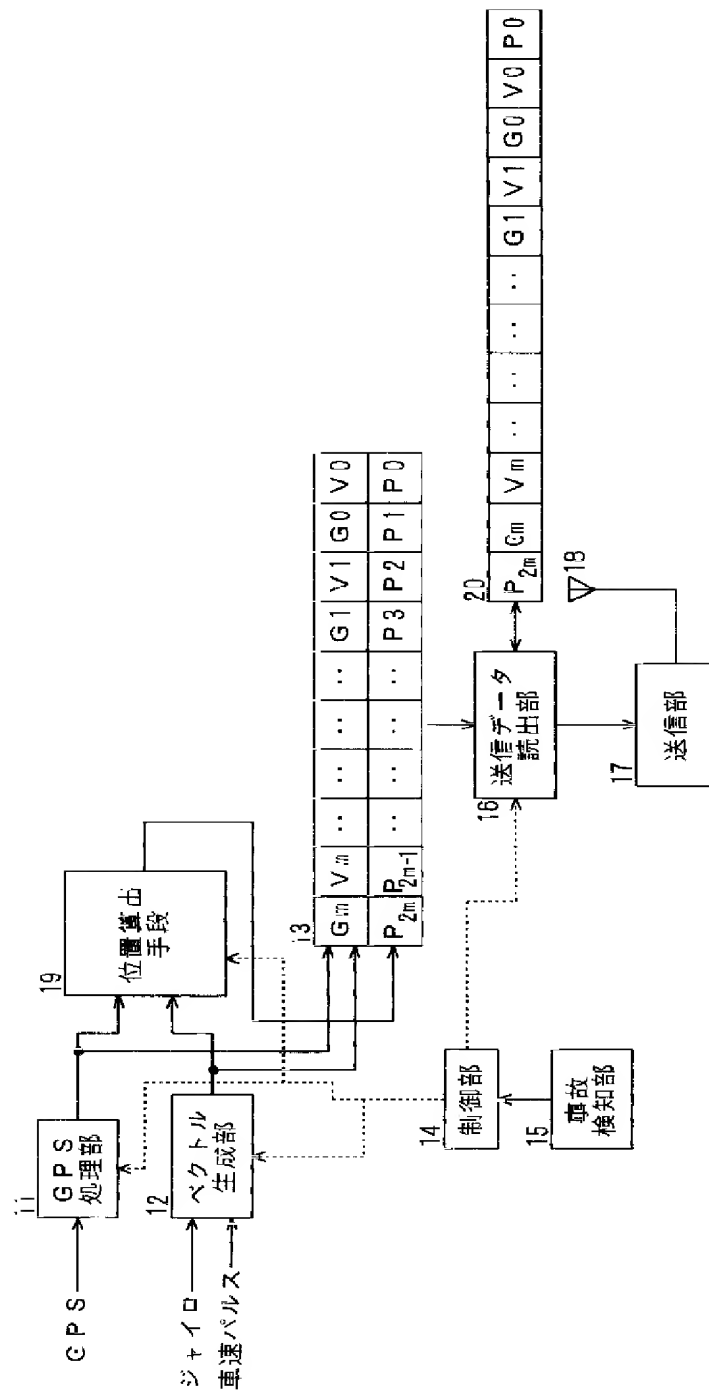 GPS
ジャイロ
車速パルス
11
GPS
処理部
12
ベクトル
生成部
19
位置算出
手段
14
制御部
15
事故
検知部
13
Gm Vm ‥ ‥ ‥ ‥ G1 V1 G0 V0
P2m P2m-1 ‥ ‥ ‥ ‥ P3 P2 P1 P0
16
送信データ
読出部
17
送信部
18
20
P2m Gm Vm ‥ ‥ ‥ ‥ G1 V1 G0 V0 P0